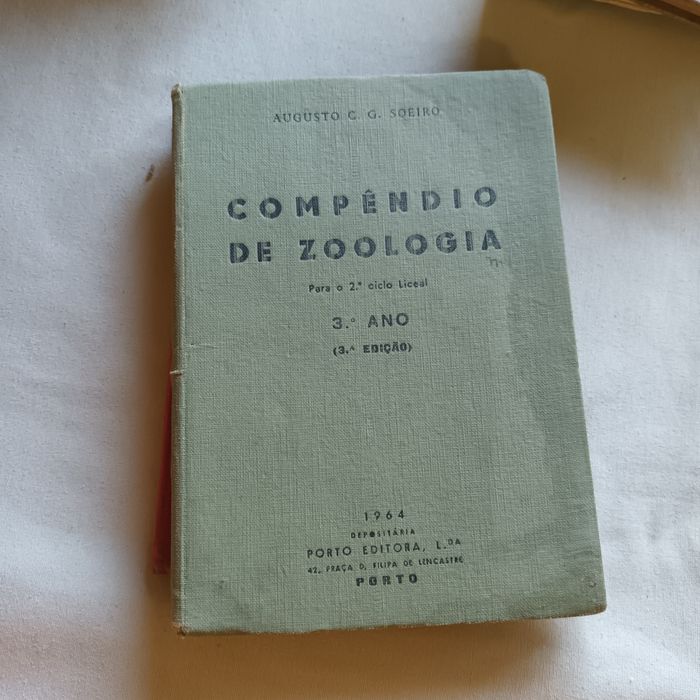 AUGUSTO C. G. SOEIRO
COMPÊNDIO
DE ZOOLOGIA
Para o 2.º ciclo Liceal
3.º ANO
(3.ª EDIÇÃO)
1964
DEPOSITÁRIA
PORTO EDITORA, L.DA
42, PRAÇA D. FILIPA DE LENCASTRE
PORTO